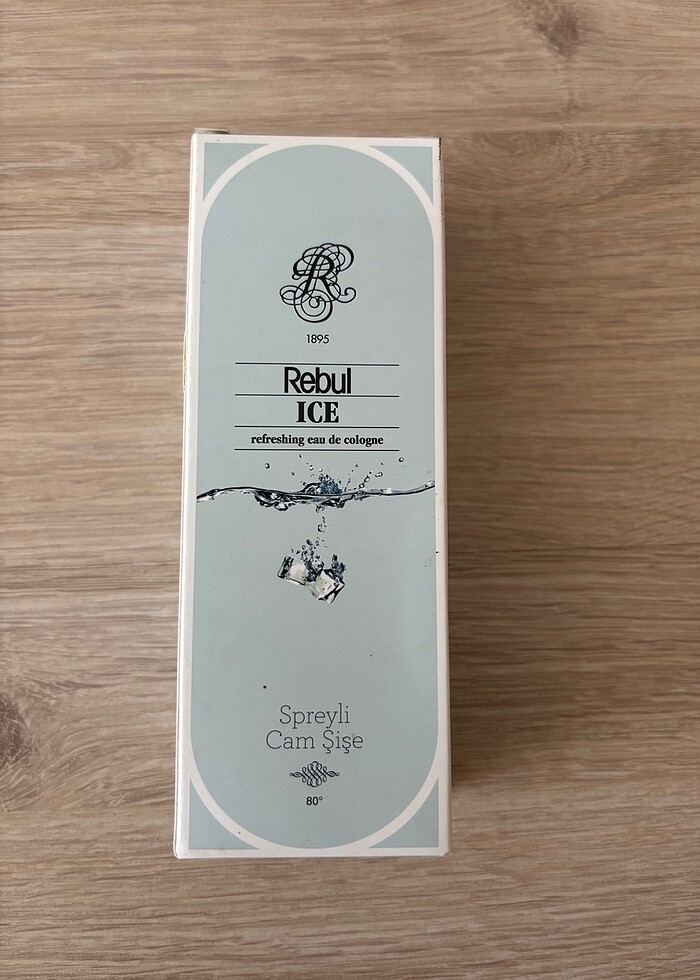 R
1895
Rebul
ICE
refreshing eau de cologne
Spreyli
Cam Şişe
80°